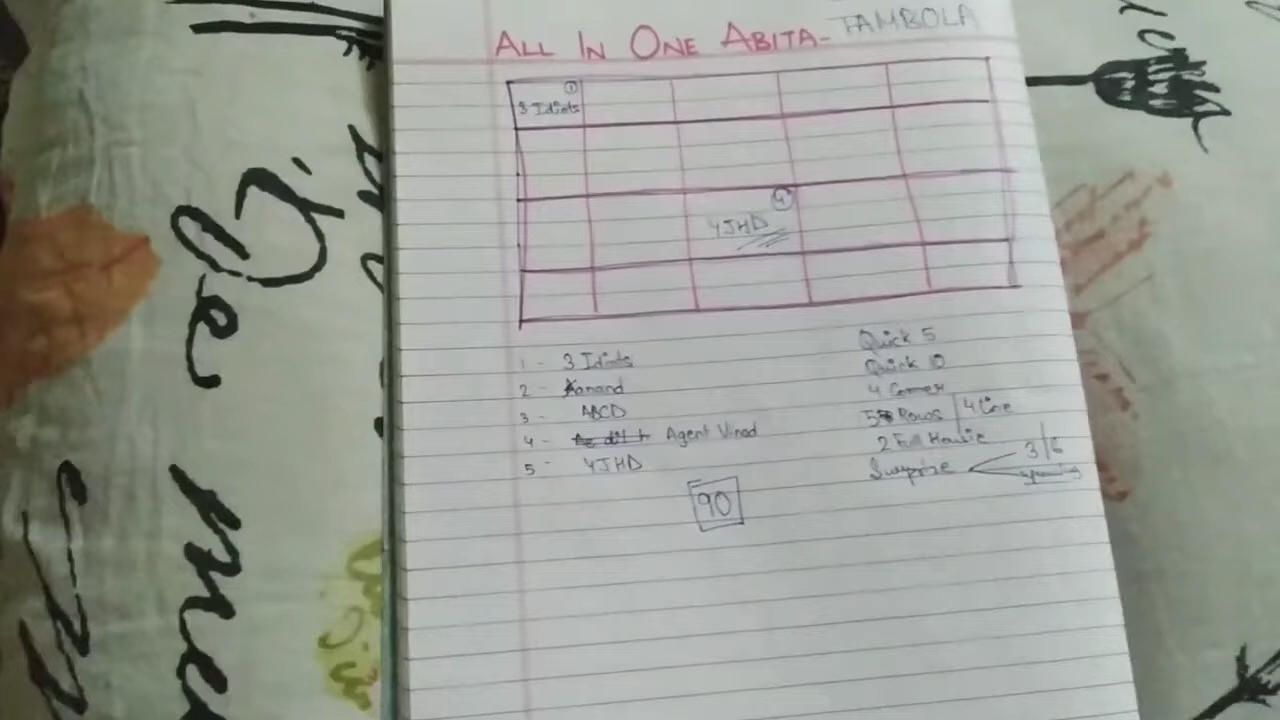 ALL IN ONE ABITA- TAMBOLA
1
3 Idiots
4
4JHD
1 - 3 Idiots
2 - Aanand
3 - ABCD
4 - Agent Vinod
5 - 4JHD
90
Quick 5
Quick 10
4 Corner
5 Rows | 4 Line
2 Full House
Surprise
3/6
Be